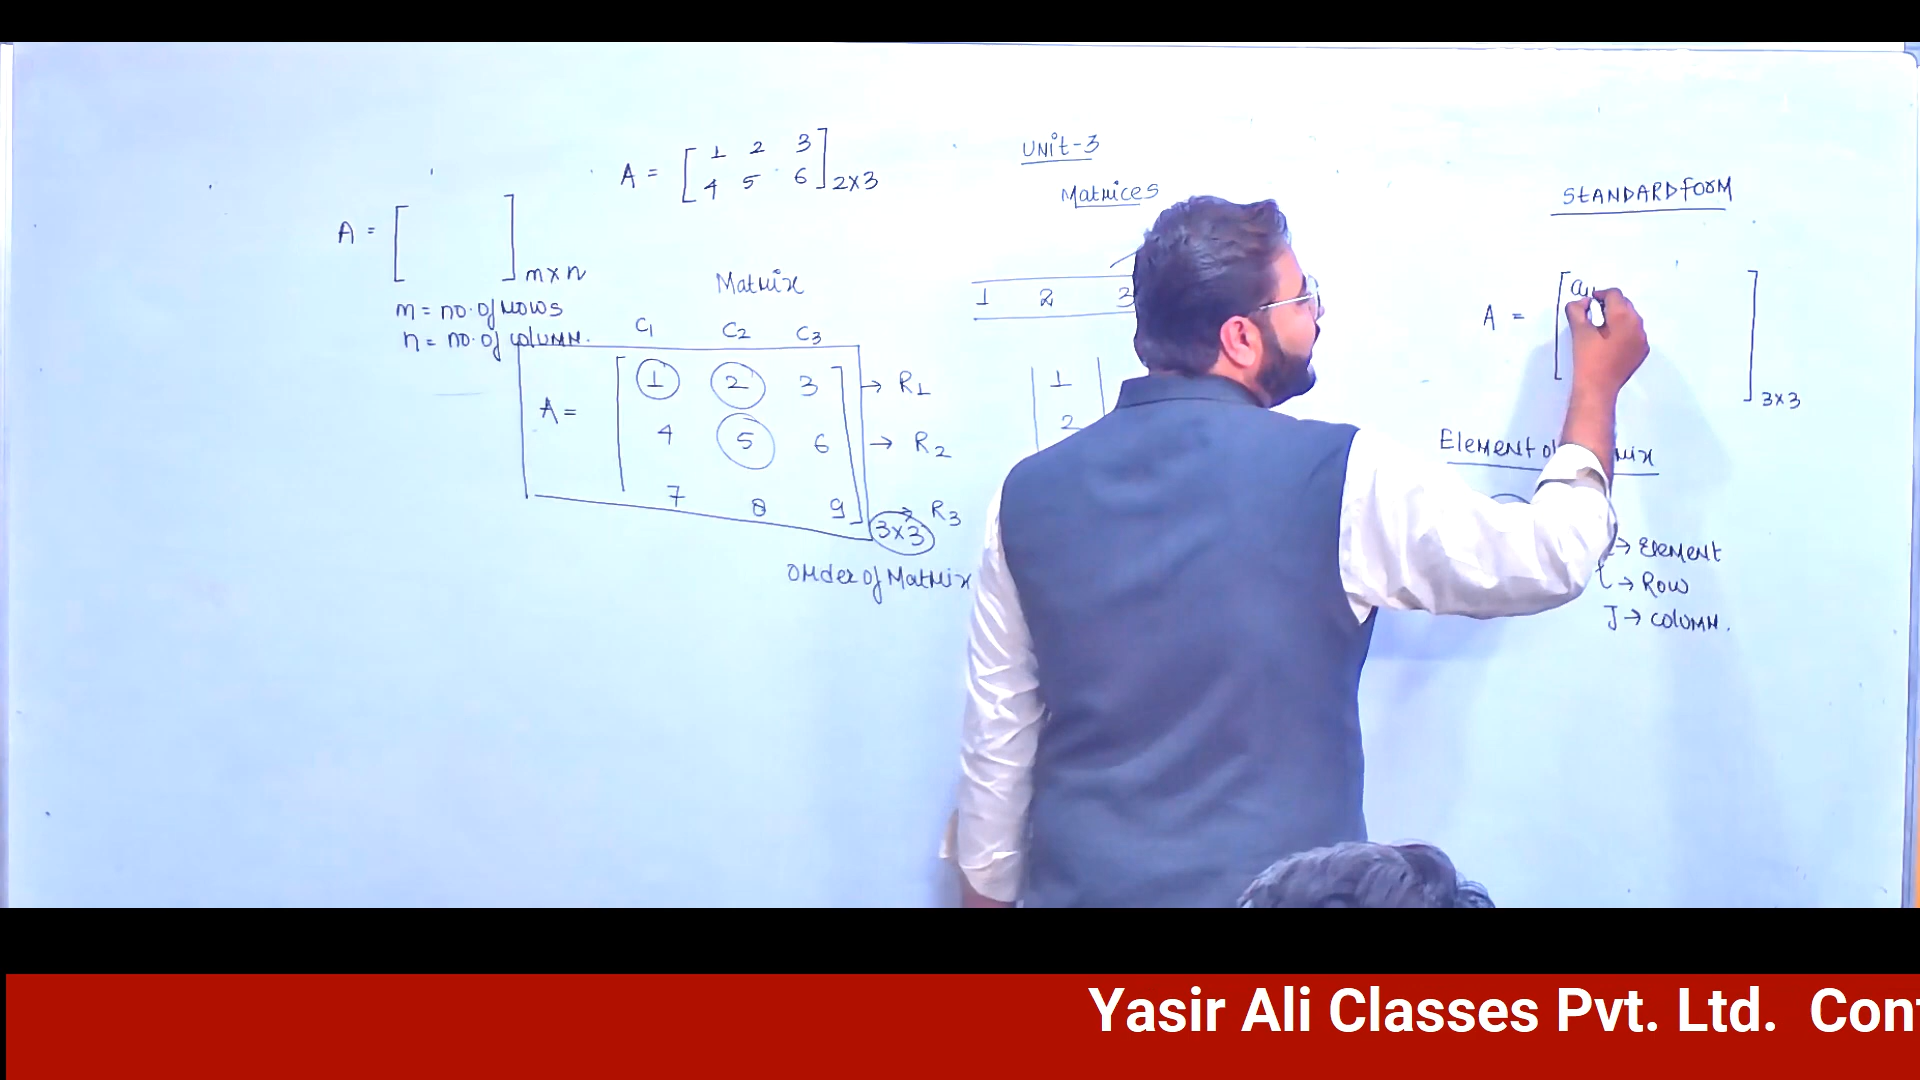 UNit-3
Matrices
A = [ 1 2 3
4 5 6 ] 2x3
A = [ ] mxn
m = no. of rows
n = no. of column.
Matrix
C1 C2 C3
A = [ 1 2 3 ] → R1
4 5 6 → R2
7 8 9 → R3
3x3
Order of Matrix
1 2 3
1
2
STANDARD form
A = [ a11 ] 3x3
Element
→ Element
i → Row
J → column.
Yasir Ali Classes Pvt. Ltd.